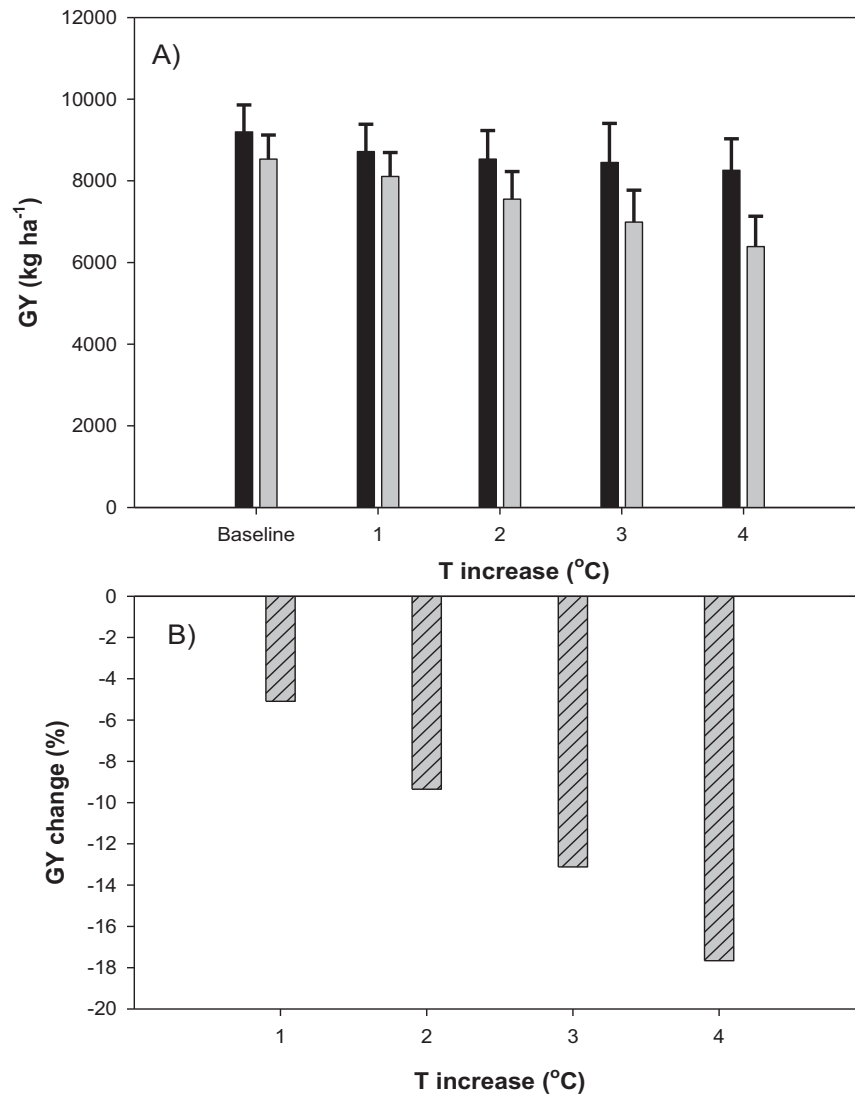 A)
GY (kg ha⁻¹)
12000
10000
8000
6000
4000
2000
0
Baseline 1 2 3 4
T increase (°C)
B)
GY change (%)
0
-2
-4
-6
-8
-10
-12
-14
-16
-18
-20
1 2 3 4
T increase (°C)